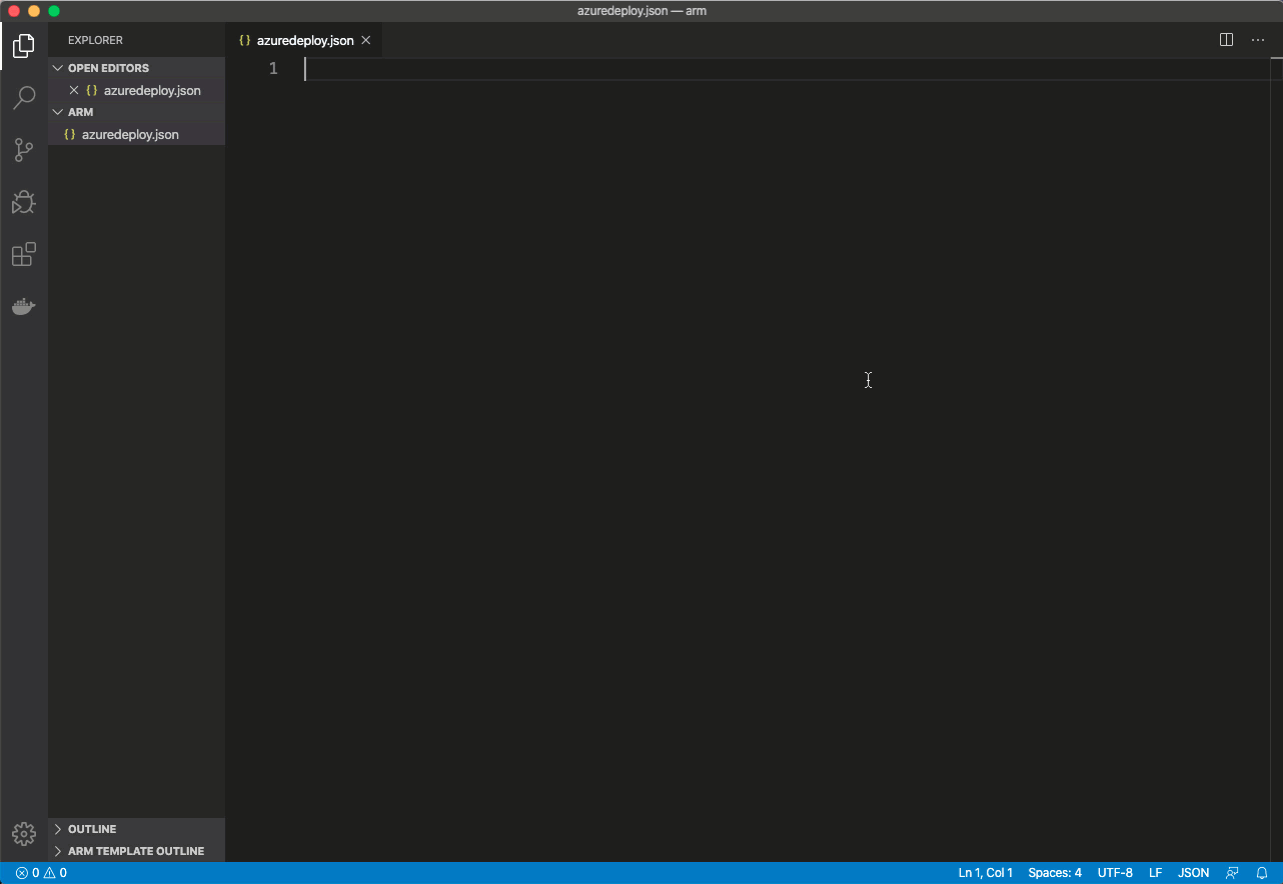 azuredeploy.json — arm
EXPLORER
OPEN EDITORS
{} azuredeploy.json
ARM
{} azuredeploy.json
OUTLINE
ARM TEMPLATE OUTLINE
{} azuredeploy.json
1
0 0
Ln 1, Col 1 Spaces: 4 UTF-8 LF JSON